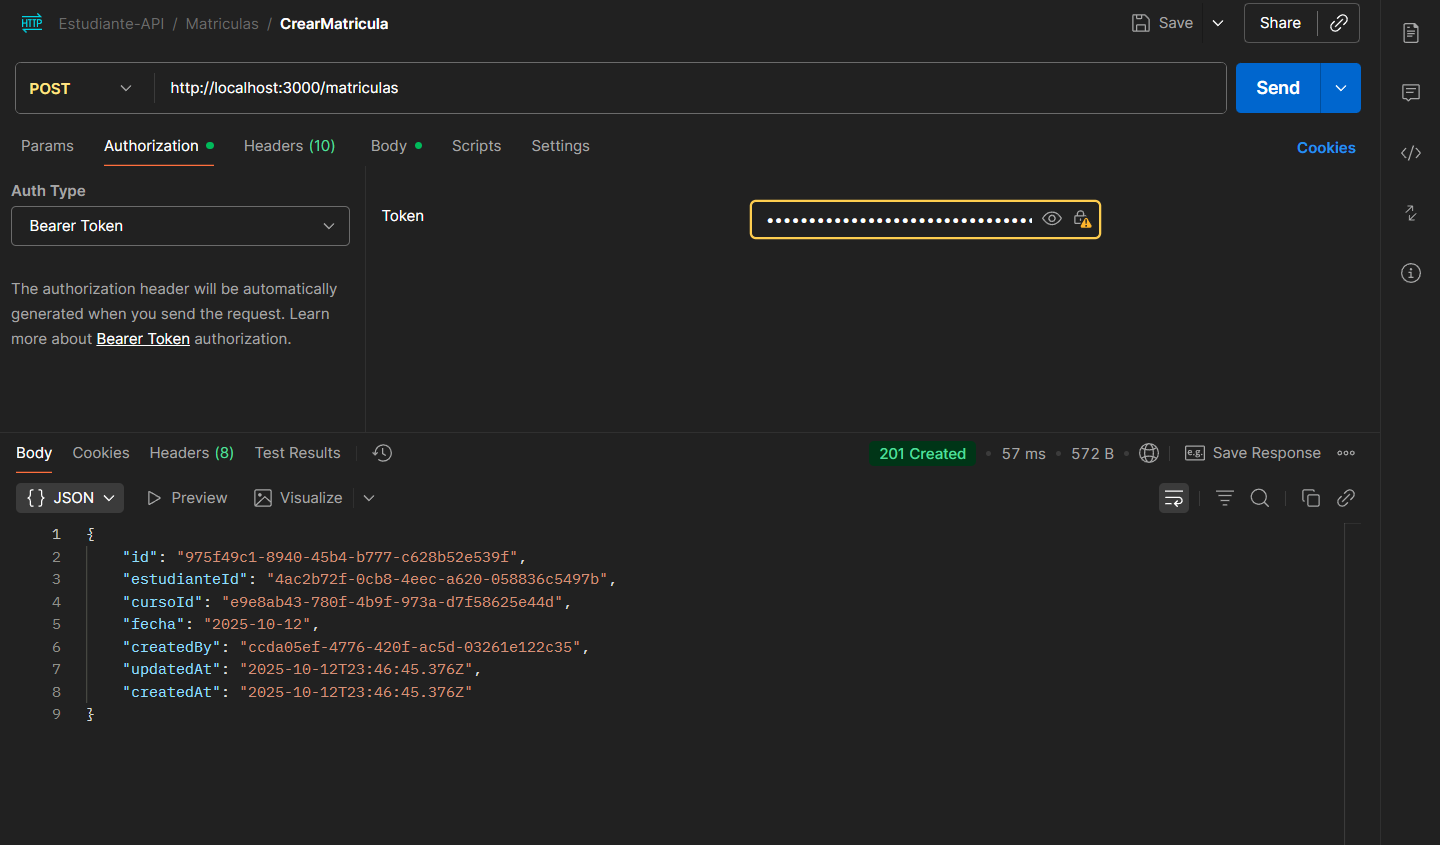 HTTP Estudiante-API / Matriculas / CrearMatricula Save Share
POST http://localhost:3000/matriculas Send
Params Authorization Headers (10) Body Scripts Settings Cookies
Auth Type
Bearer Token
Token
The authorization header will be automatically
generated when you send the request. Learn
more about Bearer Token authorization.
Body Cookies Headers (8) Test Results 201 Created 57 ms 572 B e.g. Save Response
{} JSON Preview Visualize
1 {
2 "id": "975f49c1-8940-45b4-b777-c628b52e539f",
3 "estudianteId": "4ac2b72f-0cb8-4eec-a620-058836c5497b",
4 "cursoId": "e9e8ab43-780f-4b9f-973a-d7f58625e44d",
5 "fecha": "2025-10-12",
6 "createdBy": "ccda05ef-4776-420f-ac5d-03261e122c35",
7 "updatedAt": "2025-10-12T23:46:45.376Z",
8 "createdAt": "2025-10-12T23:46:45.376Z"
9 }